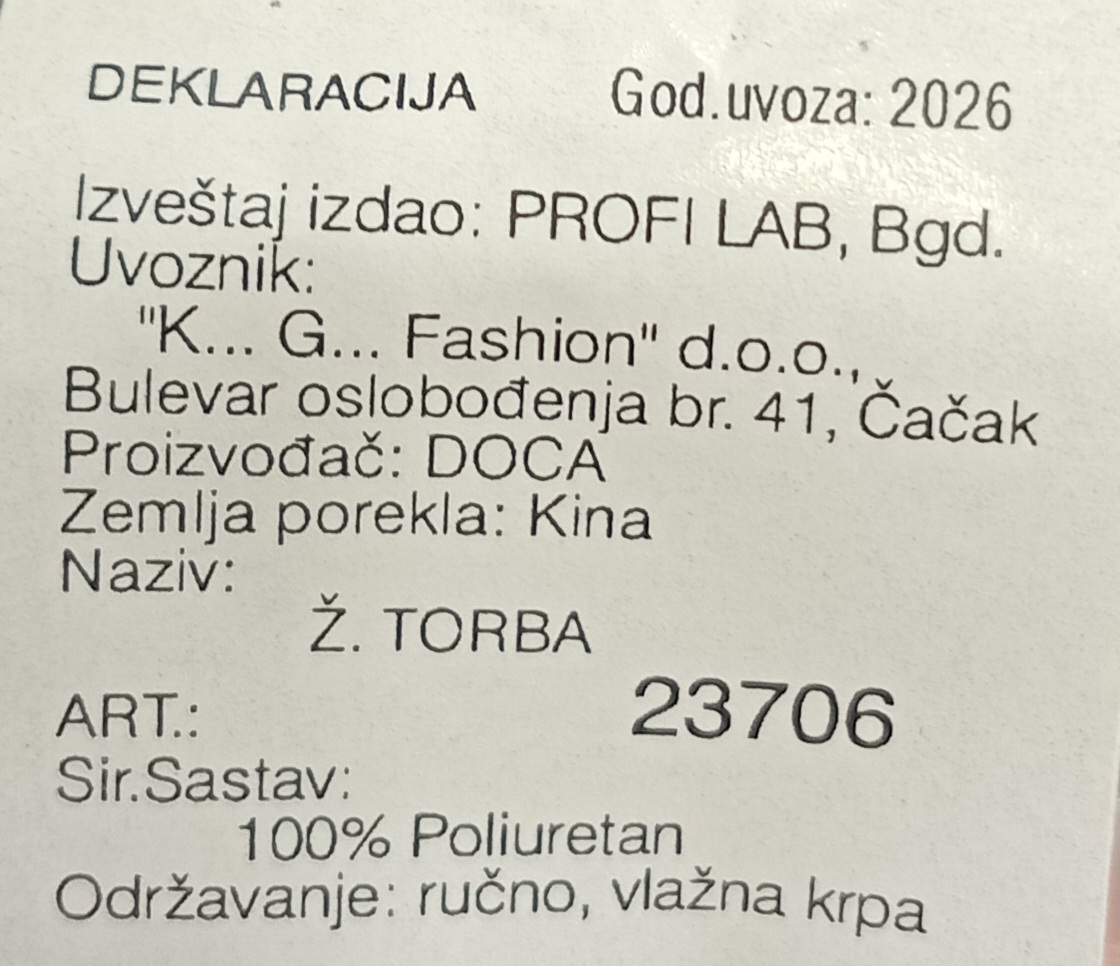 DEKLARACIJA God.uvoza: 2026
Izveštaj izdao: PROFI LAB, Bgd.
Uvoznik:
"K... G... Fashion" d.o.o.,
Bulevar oslobođenja br. 41, Čačak
Proizvođač: DOCA
Zemlja porekla: Kina
Naziv:
Ž. TORBA
ART.: 23706
Sir.Sastav:
100% Poliuretan
Održavanje: ručno, vlažna krpa